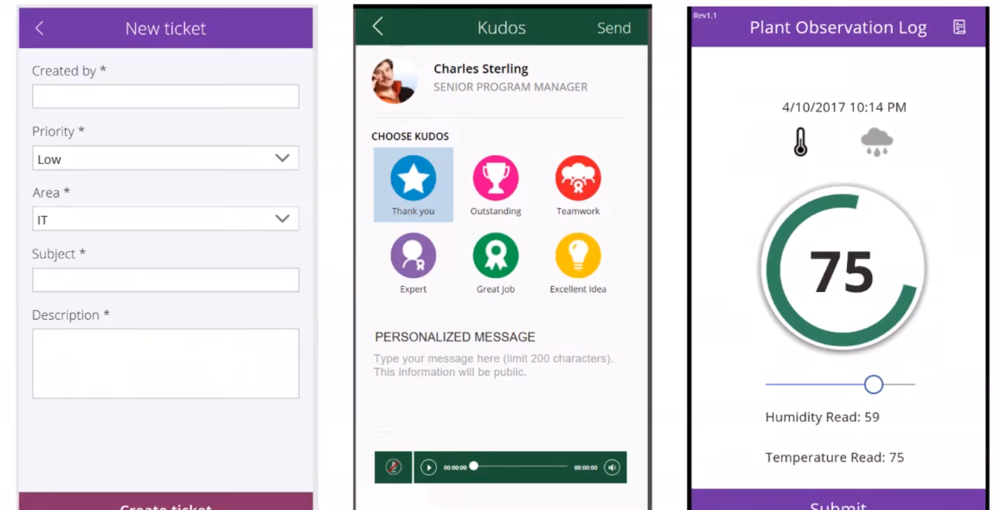 New ticket
Created by *
Priority *
Low
Area *
IT
Subject *
Description *
Create ticket
Kudos
Send
Charles Sterling
SENIOR PROGRAM MANAGER
CHOOSE KUDOS
Thank you
Outstanding
Teamwork
Expert
Great Job
Excellent Idea
PERSONALIZED MESSAGE
Type your message here (limit 200 characters).
This information will be public.
00:00:00
00:00:00
Rev1.1
Plant Observation Log
4/10/2017 10:14 PM
75
Humidity Read: 59
Temperature Read: 75
Submit